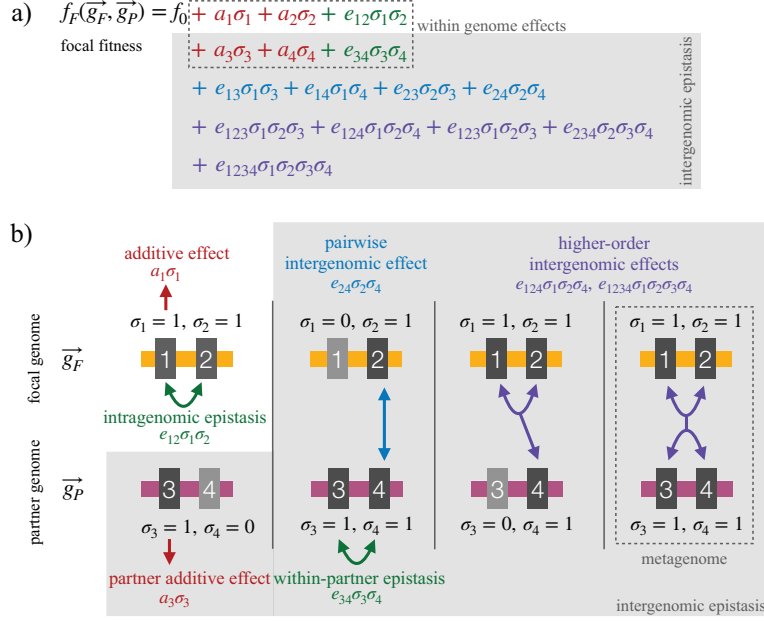 a)
f_F(g_F→, g_P→) = f_0 + a_1σ_1 + a_2σ_2 + e_12σ_1σ_2
focal fitness
within genome effects
+ a_3σ_3 + a_4σ_4 + e_34σ_3σ_4
+ e_13σ_1σ_3 + e_14σ_1σ_4 + e_23σ_2σ_3 + e_24σ_2σ_4
+ e_123σ_1σ_2σ_3 + e_124σ_1σ_2σ_4 + e_123σ_1σ_2σ_3 + e_234σ_2σ_3σ_4
+ e_1234σ_1σ_2σ_3σ_4
intergenomic epistasis
b)
additive effect
a_1σ_1
pairwise
intergenomic effect
e_24σ_2σ_4
higher-order
intergenomic effects
e_124σ_1σ_2σ_4, e_1234σ_1σ_2σ_3σ_4
focal genome
g_F→
σ_1 = 1, σ_2 = 1
1 2
σ_1 = 0, σ_2 = 1
1 2
σ_1 = 1, σ_2 = 1
1 2
σ_1 = 1, σ_2 = 1
1 2
intragenomic epistasis
e_12σ_1σ_2
partner genome
g_P→
3 4
σ_3 = 1, σ_4 = 0
3 4
σ_3 = 1, σ_4 = 1
3 4
σ_3 = 0, σ_4 = 1
3 4
σ_3 = 1, σ_4 = 1
partner additive effect
a_3σ_3
within-partner epistasis
e_34σ_3σ_4
metagenome
intergenomic epistasis